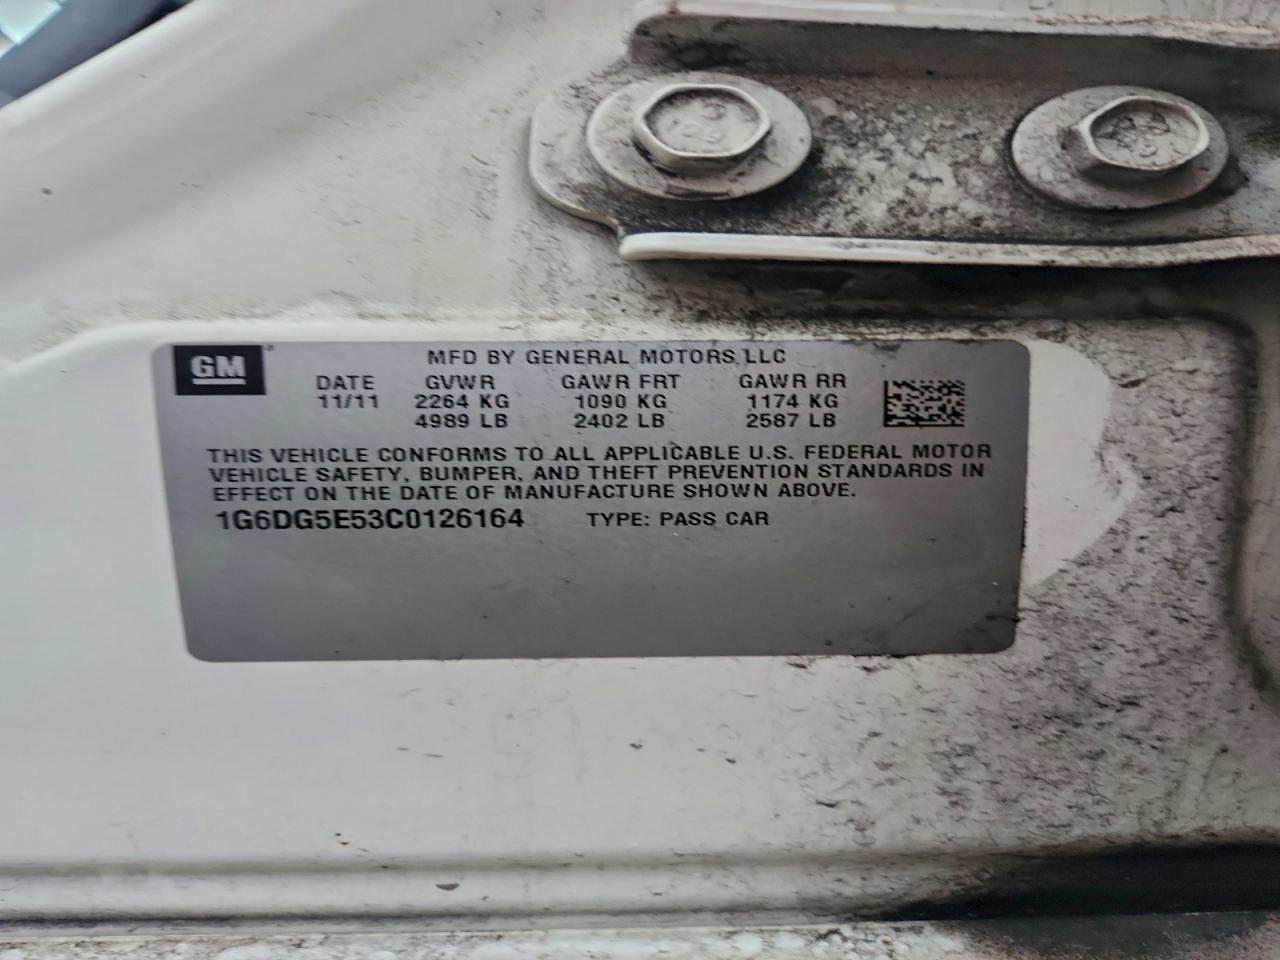 GM ® MFD BY GENERAL MOTORS LLC
DATE GVWR GAWR FRT GAWR RR
11/11 2264 KG 1090 KG 1174 KG
4989 LB 2402 LB 2587 LB
THIS VEHICLE CONFORMS TO ALL APPLICABLE U.S. FEDERAL MOTOR
VEHICLE SAFETY, BUMPER, AND THEFT PREVENTION STANDARDS IN
EFFECT ON THE DATE OF MANUFACTURE SHOWN ABOVE.
1G6DG5E53C0126164 TYPE: PASS CAR